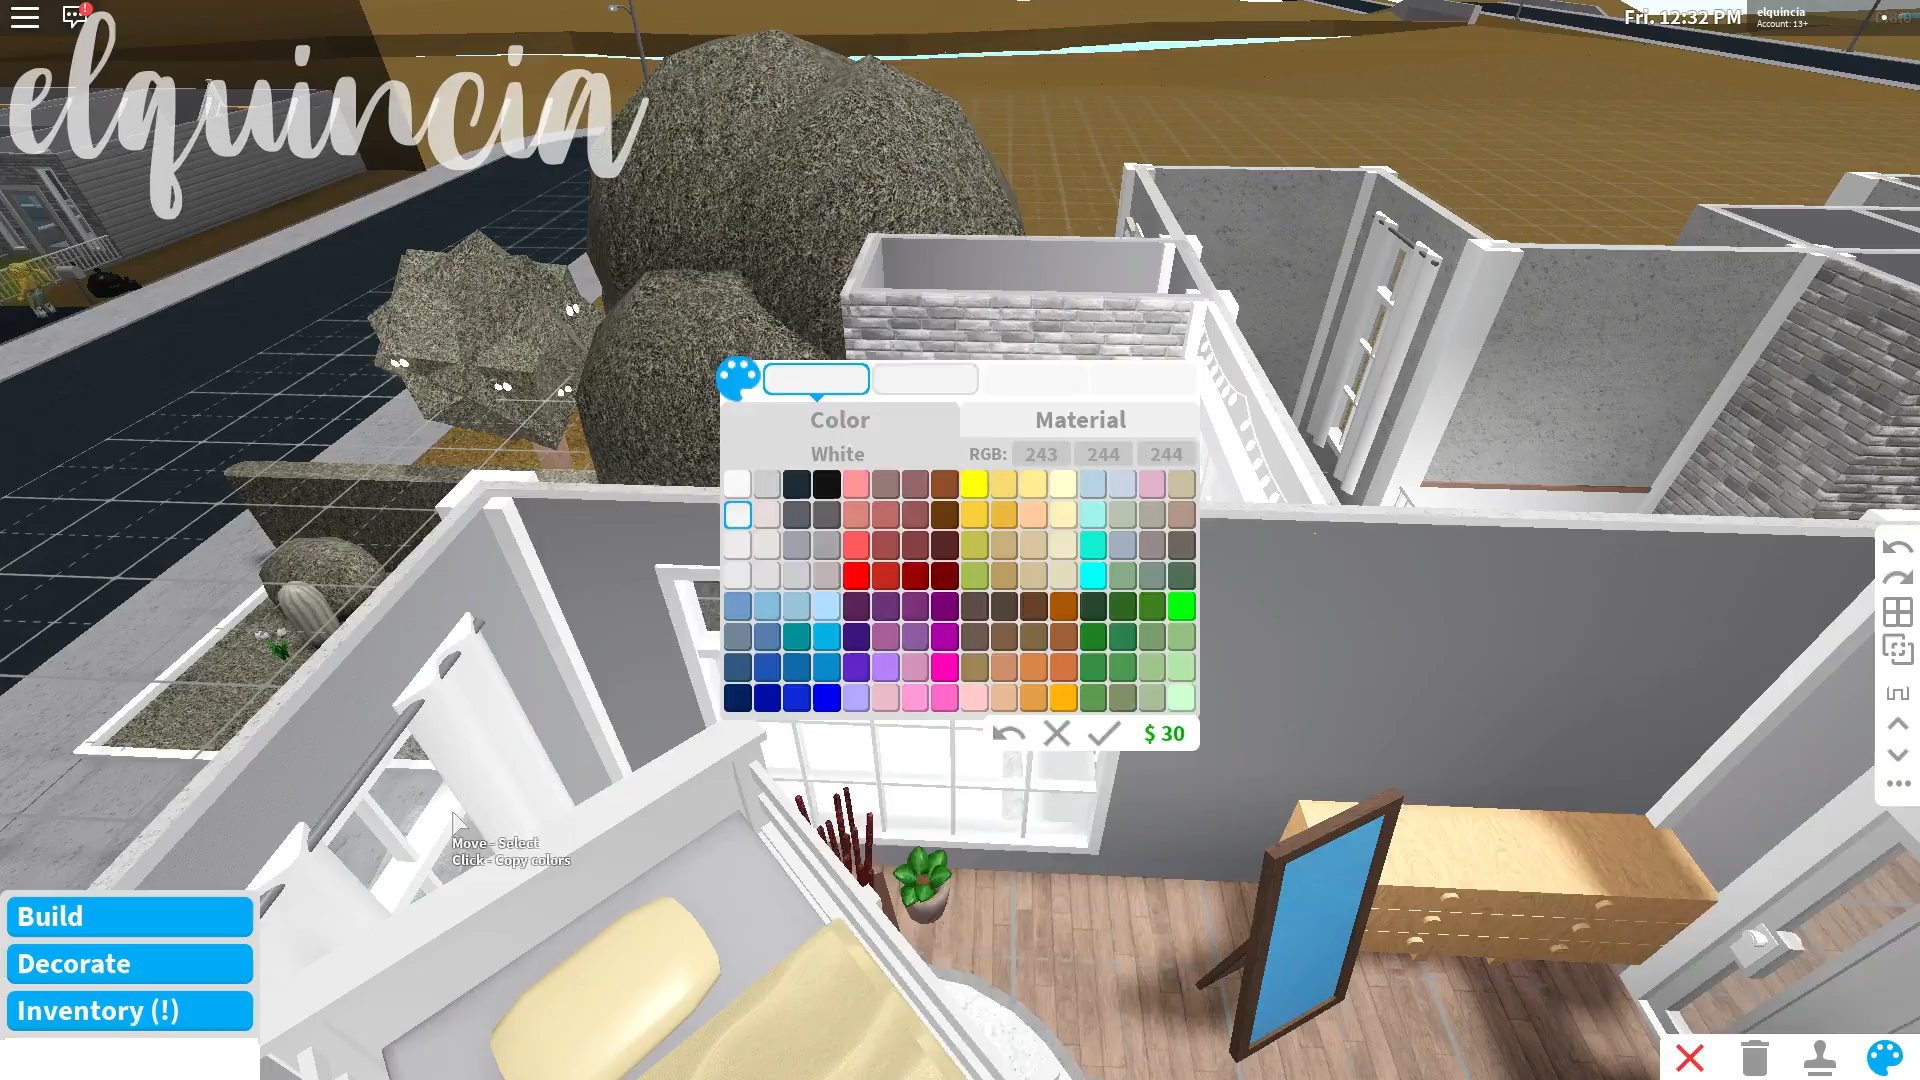 Fri. 12:32 PM
elquincia
Account: 13+
elquincia
Color
Material
White
RGB: 243 244 244
$ 30
Move - Select
Click - Copy colors
Build
Decorate
Inventory (!)